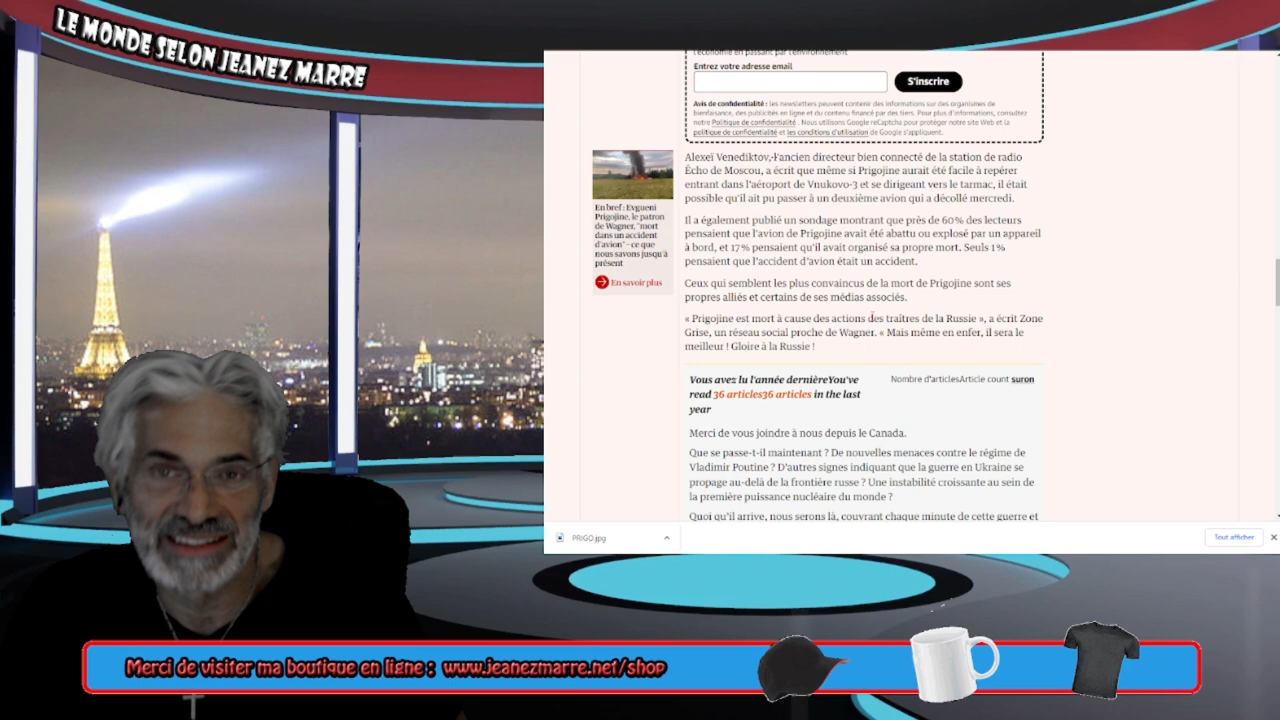 LE MONDE SELON JEANEZ MARRE
l'économie en passant par l'environnement
Entrez votre adresse email
S'inscrire
Avis de confidentialité : les newsletters peuvent contenir des informations sur des organismes de
bienfaisance, des publicités en ligne et du contenu financé par des tiers. Pour plus d'informations, consultez
notre Politique de confidentialité . Nous utilisons Google reCaptcha pour protéger notre site Web et la
politique de confidentialité et les conditions d'utilisation de Google s'appliquent.
Alexeï Venediktov, l'ancien directeur bien connecté de la station de radio
Écho de Moscou, a écrit que même si Prigojine aurait été facile à repérer
entrant dans l'aéroport de Vnukovo-3 et se dirigeant vers le tarmac, il était
possible qu'il ait pu passer à un deuxième avion qui a décollé mercredi.
Il a également publié un sondage montrant que près de 60% des lecteurs
pensaient que l'avion de Prigojine avait été abattu ou explosé par un appareil
à bord, et 17% pensaient qu'il avait organisé sa propre mort. Seuls 1%
pensaient que l'accident d'avion était un accident.
Ceux qui semblent les plus convaincus de la mort de Prigojine sont ses
propres alliés et certains de ses médias associés.
« Prigojine est mort à cause des actions des traîtres de la Russie », a écrit Zone
Grise, un réseau social proche de Wagner. « Mais même en enfer, il sera le
meilleur ! Gloire à la Russie !
En bref : Evgueni
Prigojine, le patron
de Wagner, "mort
dans un accident
d'avion" - ce que
nous savons jusqu'à
présent
En savoir plus
Vous avez lu l'année dernièreYou've
read 36 articles36 articles in the last
year
Nombre d'articlesArticle count suron
Merci de vous joindre à nous depuis le Canada.
Que se passe-t-il maintenant ? De nouvelles menaces contre le régime de
Vladimir Poutine ? D'autres signes indiquant que la guerre en Ukraine se
propage au-delà de la frontière russe ? Une instabilité croissante au sein de
la première puissance nucléaire du monde ?
Quoi qu'il arrive, nous serons là, couvrant chaque minute de cette guerre et
PRIGO.jpg
Tout afficher
Merci de visiter ma boutique en ligne : www.jeanezmarre.net/shop